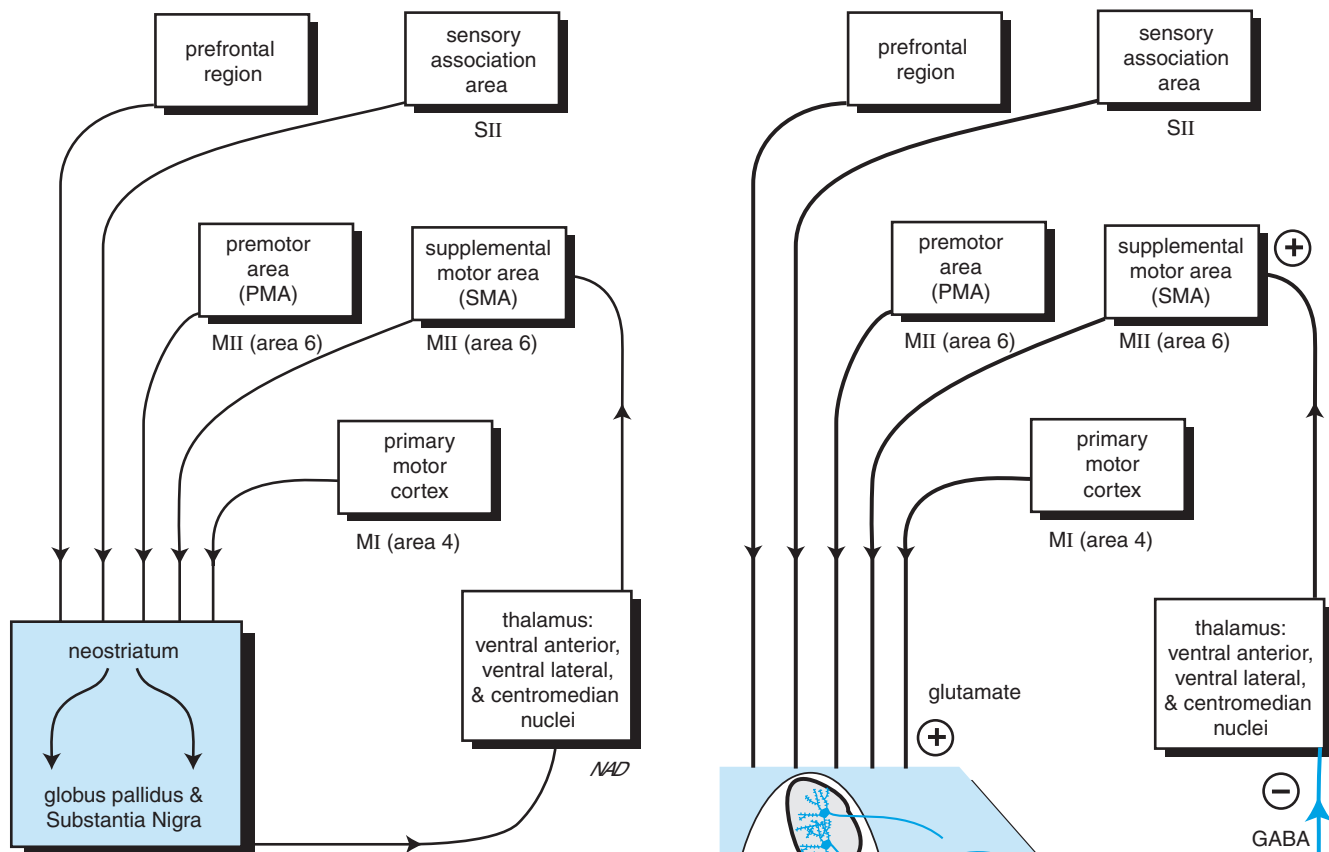 prefrontal
region
sensory
association
area
SII
premotor
area
(PMA)
MII (area 6)
supplemental
motor area
(SMA)
MII (area 6)
primary
motor
cortex
MI (area 4)
neostriatum
globus pallidus &
Substantia Nigra
thalamus:
ventral anterior,
ventral lateral,
& centromedian
nuclei
NAD
prefrontal
region
sensory
association
area
SII
premotor
area
(PMA)
MII (area 6)
supplemental
motor area
(SMA)
MII (area 6)
+
primary
motor
cortex
MI (area 4)
glutamate
+
thalamus:
ventral anterior,
ventral lateral,
& centromedian
nuclei
−
GABA